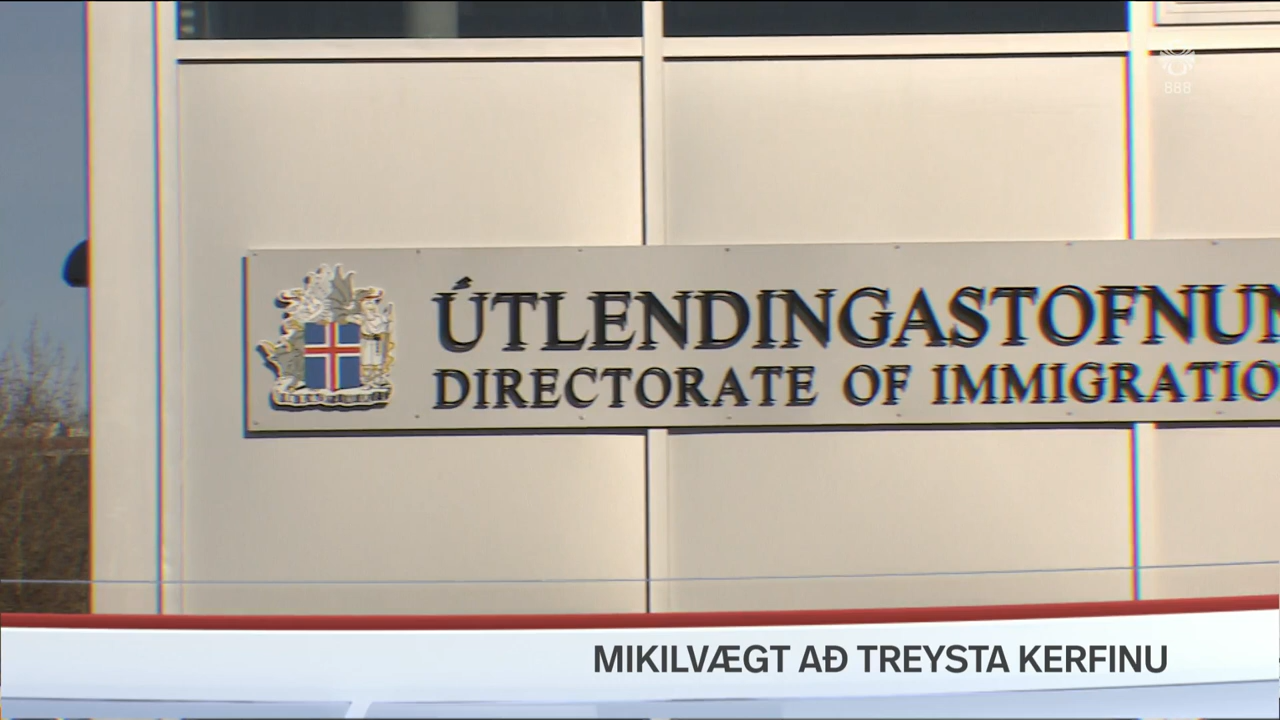 888
ÚTLENDINGASTOFNUN
DIRECTORATE OF IMMIGRATIO
MIKILVÆGT AÐ TREYSTA KERFINU